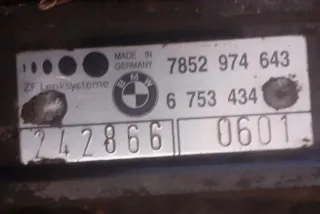 MADE IN
GERMANY
7852 974 643
ZF Lenksysteme
BMW
6 753 434
242866
0601